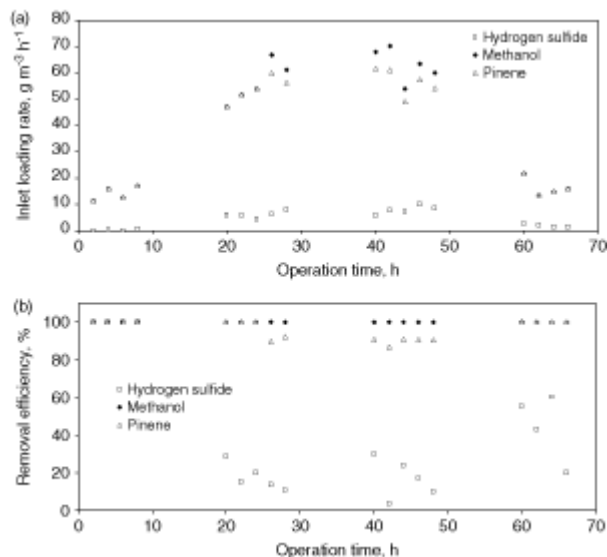 (a)
80
70
60
50
40
30
20
10
0
Inlet loading rate, g m-3 h-1
Hydrogen sulfide
Methanol
Pinene
0 10 20 30 40 50 60 70
Operation time, h
(b)
100
80
60
40
20
0
Removal efficiency, %
Hydrogen sulfide
Methanol
Pinene
0 10 20 30 40 50 60 70
Operation time, h